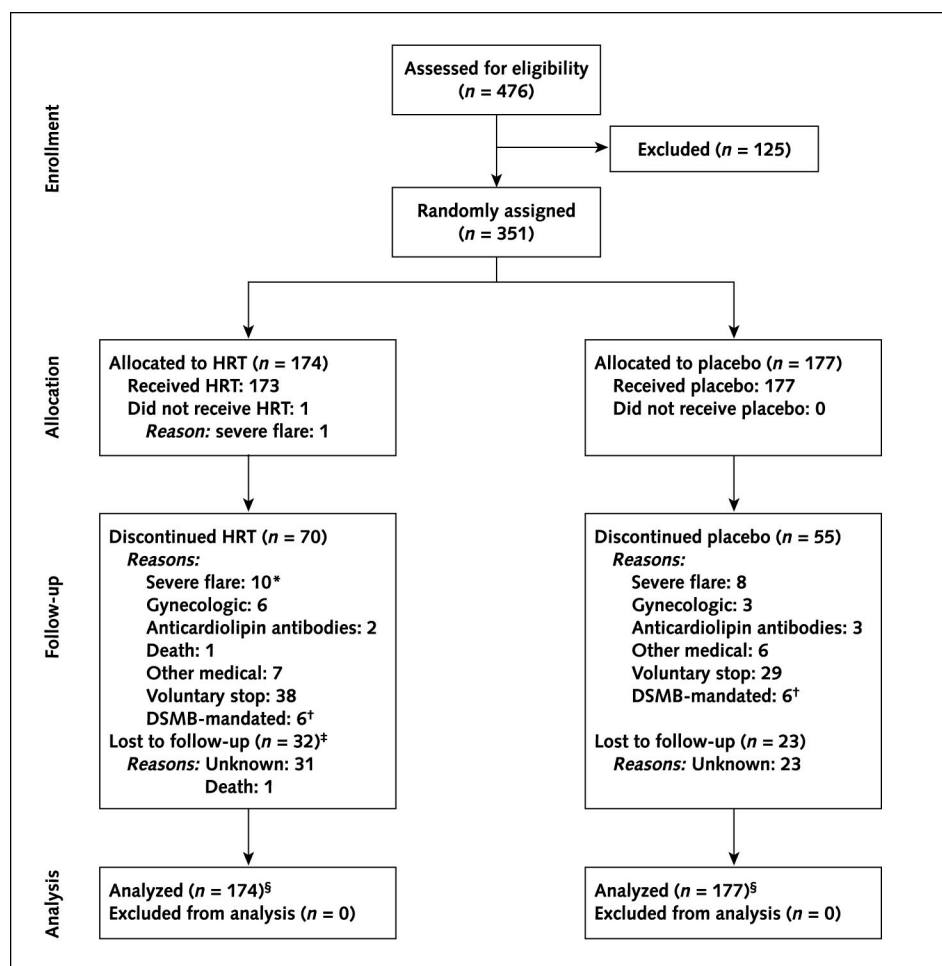 Enrollment
Assessed for eligibility
(n = 476)
Excluded (n = 125)
Randomly assigned
(n = 351)
Allocation
Allocated to HRT (n = 174)
Received HRT: 173
Did not receive HRT: 1
Reason: severe flare: 1
Allocated to placebo (n = 177)
Received placebo: 177
Did not receive placebo: 0
Follow-up
Discontinued HRT (n = 70)
Reasons:
Severe flare: 10*
Gynecologic: 6
Anticardiolipin antibodies: 2
Death: 1
Other medical: 7
Voluntary stop: 38
DSMB-mandated: 6†
Lost to follow-up (n = 32)‡
Reasons: Unknown: 31
Death: 1
Discontinued placebo (n = 55)
Reasons:
Severe flare: 8
Gynecologic: 3
Anticardiolipin antibodies: 3
Other medical: 6
Voluntary stop: 29
DSMB-mandated: 6†
Lost to follow-up (n = 23)
Reasons: Unknown: 23
Analysis
Analyzed (n = 174)§
Excluded from analysis (n = 0)
Analyzed (n = 177)§
Excluded from analysis (n = 0)